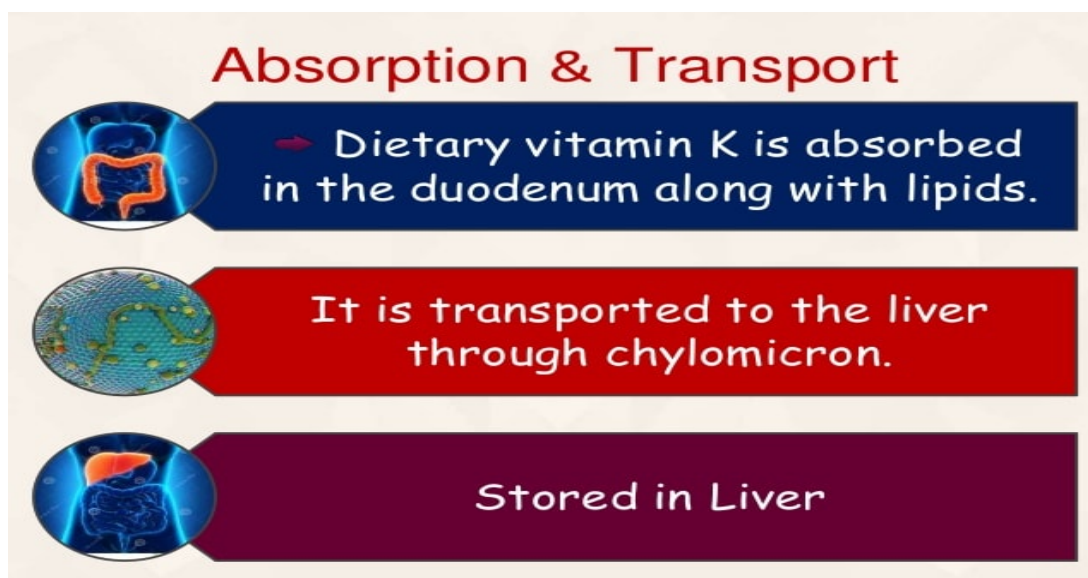 Absorption & Transport
Dietary vitamin K is absorbed
in the duodenum along with lipids.
It is transported to the liver
through chylomicron.
Stored in Liver